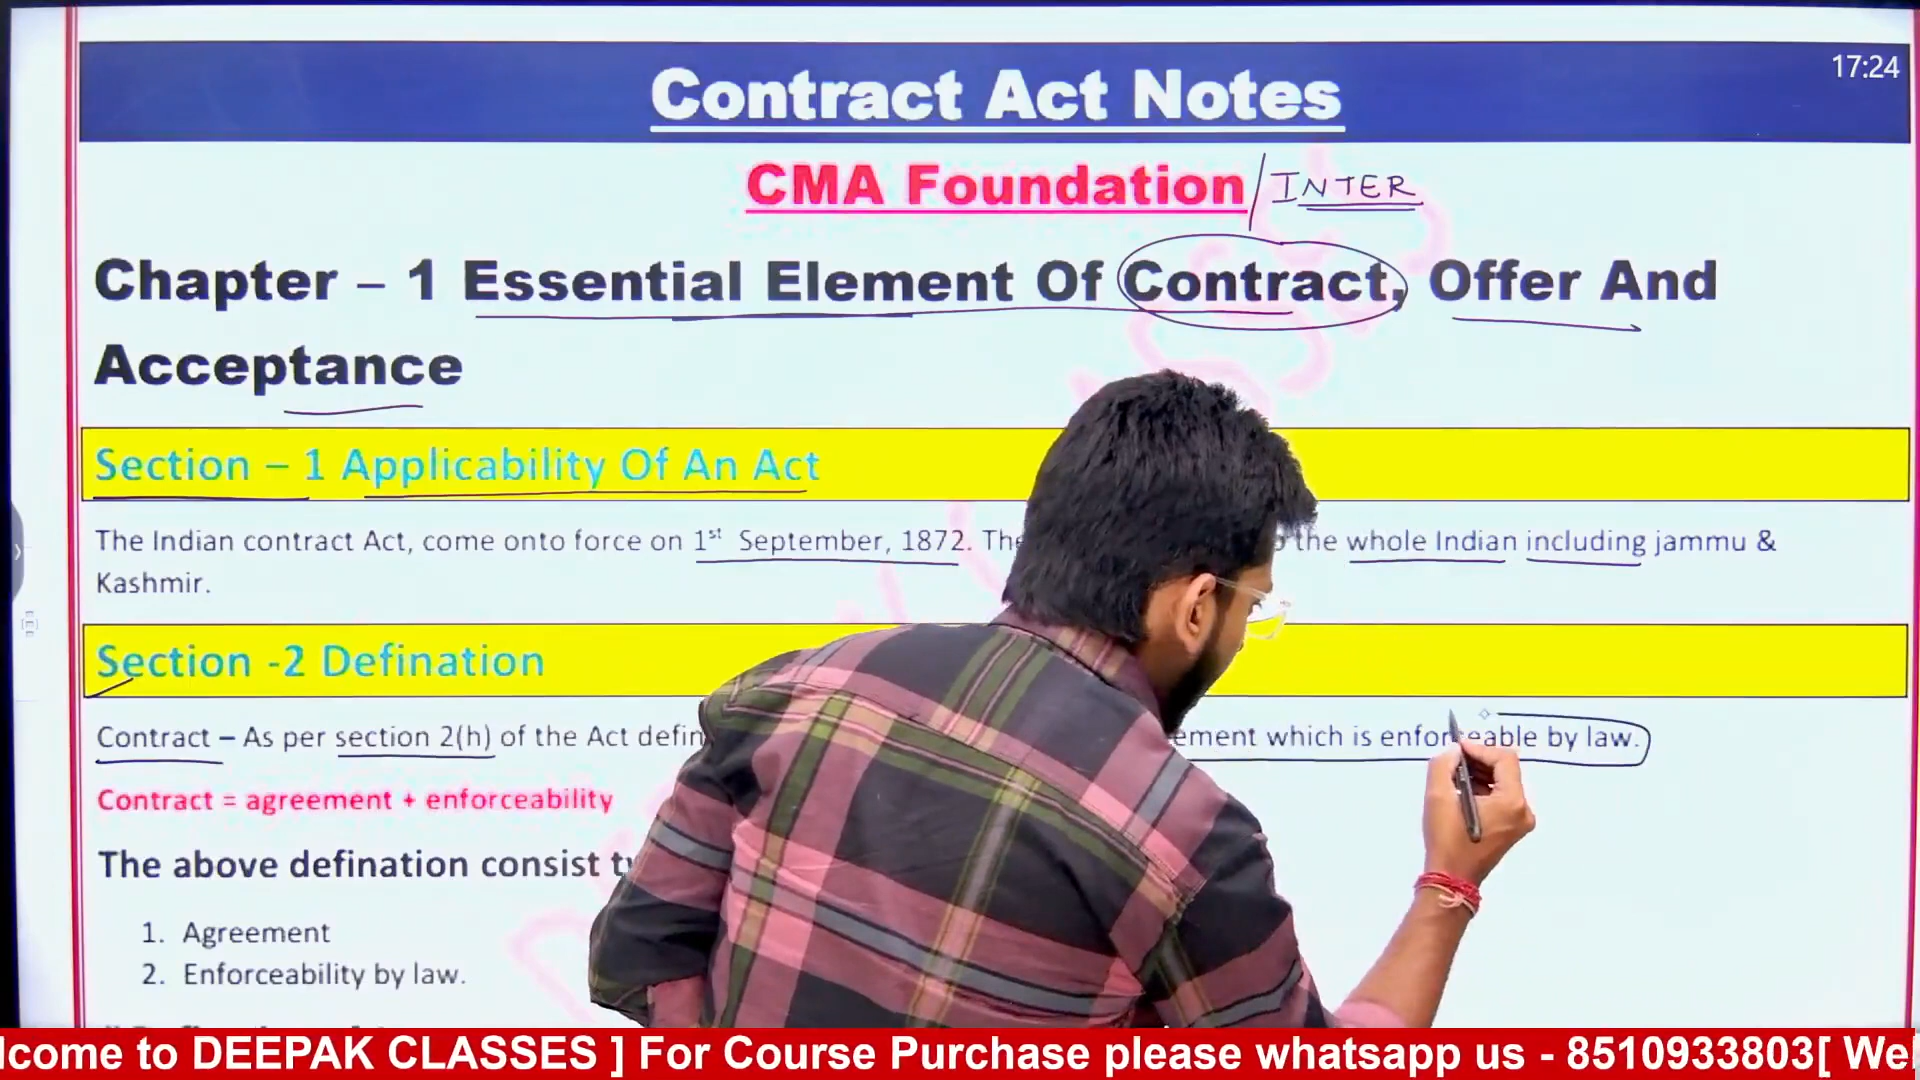 Contract Act Notes
17:24
CMA Foundation/INTER
Chapter – 1 Essential Element Of Contract, Offer And
Acceptance
Section – 1 Applicability Of An Act
The Indian contract Act, come onto force on 1st September, 1872. The the whole Indian including jammu &
Kashmir.
Section -2 Defination
Contract – As per section 2(h) of the Act which is enforceable by law.
Contract = agreement + enforceability
The above defination consist
1. Agreement
2. Enforceability by law.
lcome to DEEPAK CLASSES ] For Course Purchase please whatsapp us - 8510933803[ Wel